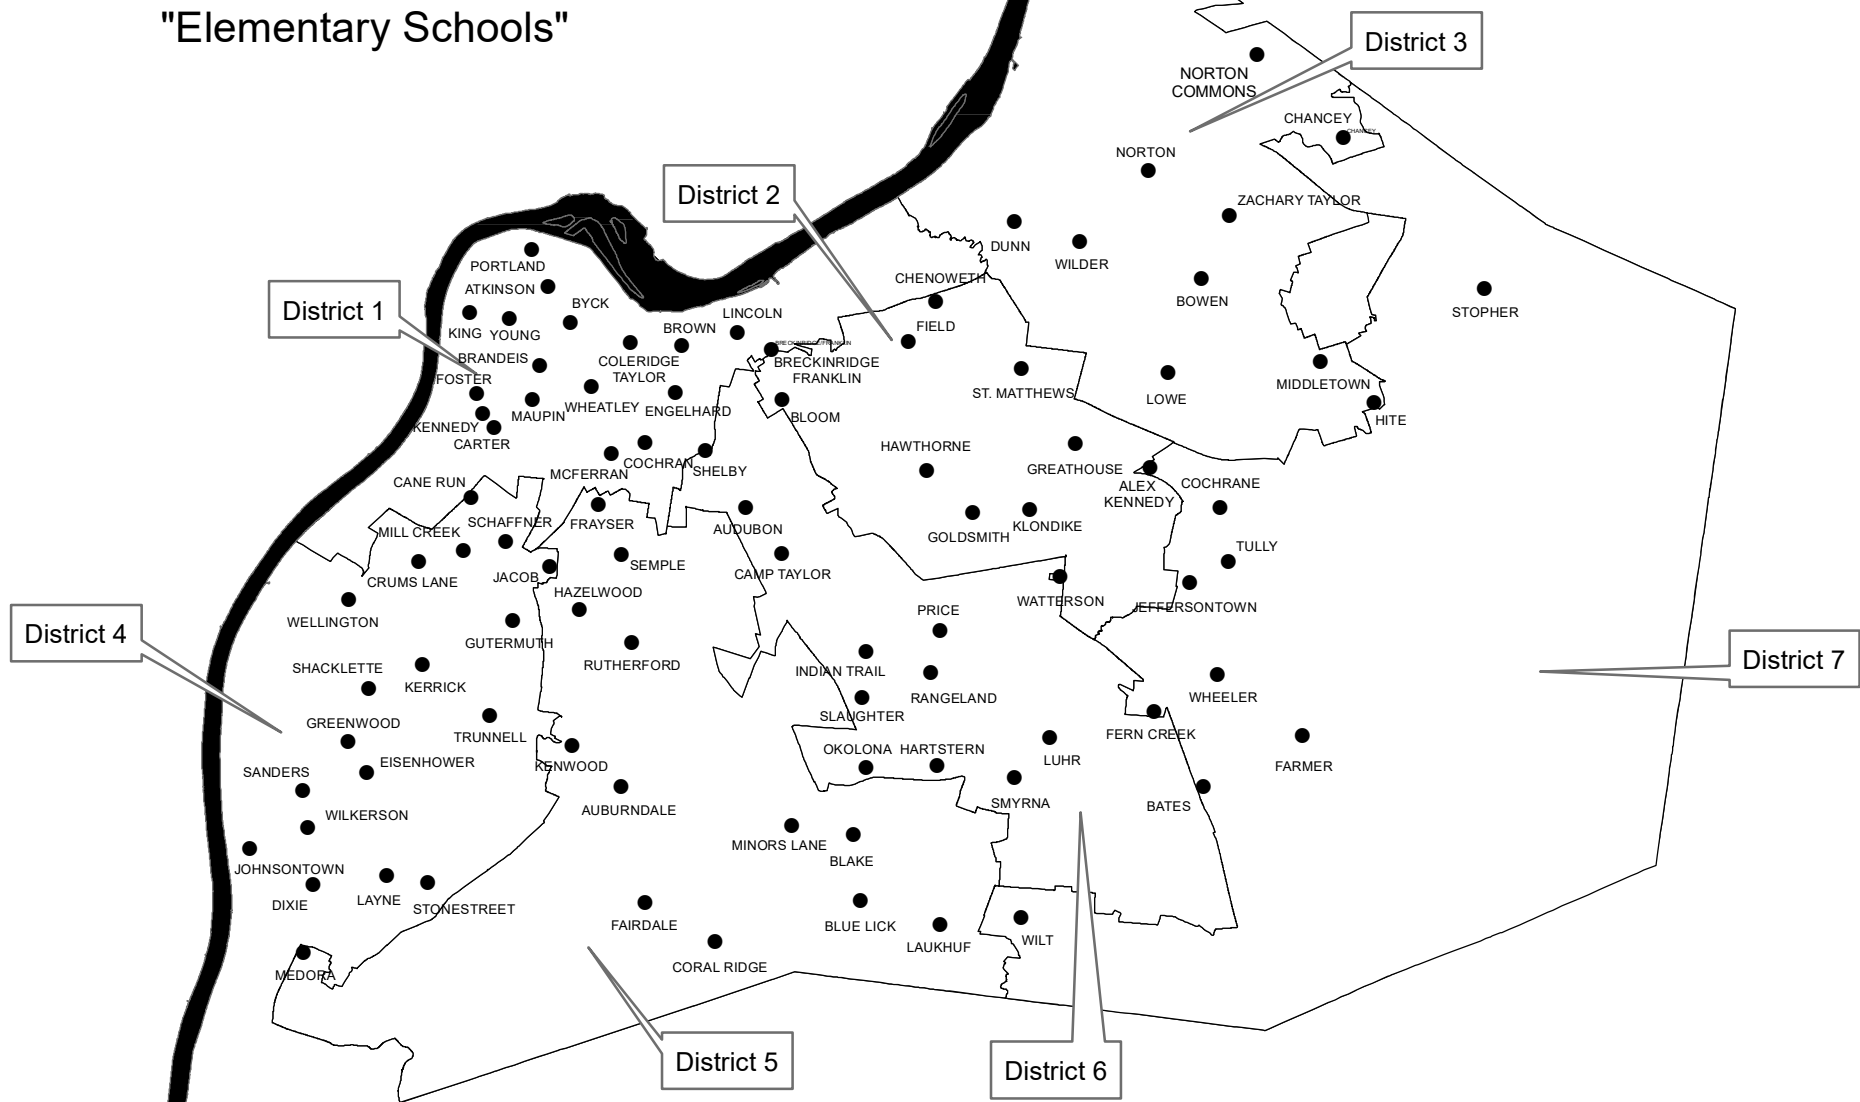 "Elementary Schools"
District 3
NORTON
COMMONS
CHANCEY
CHANCEY
NORTON
District 2
ZACHARY TAYLOR
DUNN
WILDER
PORTLAND
CHENOWETH
ATKINSON
BYCK
BOWEN
District 1
STOPHER
LINCOLN
FIELD
KING
YOUNG
BROWN
BRECKINRIDGE/FRANKLIN
BRANDEIS
COLERIDGE
TAYLOR
BRECKINRIDGE
FRANKLIN
FOSTER
MIDDLETOWN
ST. MATTHEWS
LOWE
MAUPIN
WHEATLEY
ENGELHARD
BLOOM
HITE
KENNEDY
CARTER
HAWTHORNE
MCFERRAN
COCHRAN
SHELBY
GREATHOUSE
ALEX
KENNEDY
CANE RUN
COCHRANE
SCHAFFNER
FRAYSER
AUDUBON
KLONDIKE
MILL CREEK
GOLDSMITH
TULLY
SEMPLE
CAMP TAYLOR
CRUMS LANE
JACOB
HAZELWOOD
WATTERSON
JEFFERSONTOWN
PRICE
WELLINGTON
District 4
GUTERMUTH
RUTHERFORD
INDIAN TRAIL
SHACKLETTE
District 7
KERRICK
RANGELAND
WHEELER
SLAUGHTER
GREENWOOD
TRUNNELL
FERN CREEK
OKOLONA
HARTSTERN
LUHR
EISENHOWER
KENWOOD
FARMER
SANDERS
SMYRNA
BATES
AUBURNDALE
WILKERSON
MINORS LANE
BLAKE
JOHNSONTOWN
DIXIE
LAYNE
STONESTREET
FAIRDALE
BLUE LICK
LAUKHUF
WILT
CORAL RIDGE
MEDORA
District 5
District 6